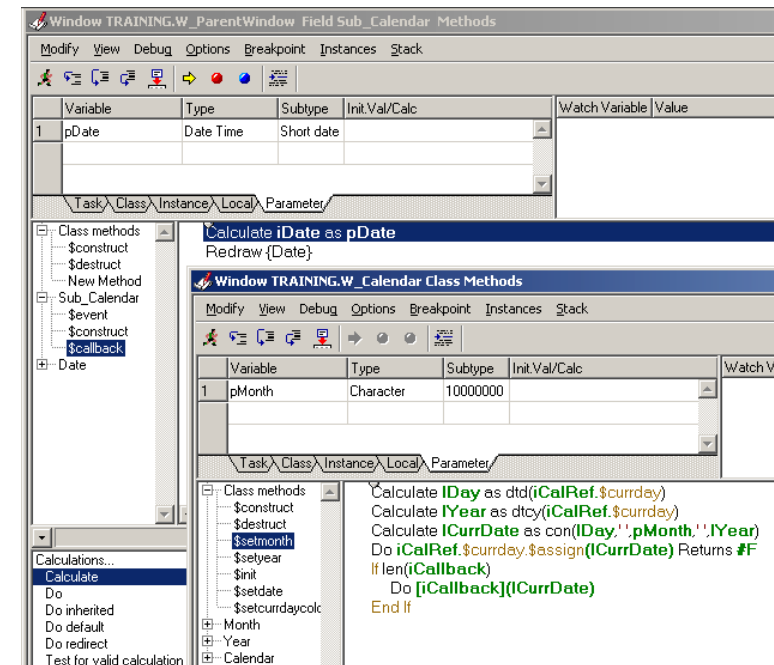 Window TRAINING.W_ParentWindow Field Sub_Calendar Methods
Modify View Debug Options Breakpoint Instances Stack
Variable Type Subtype Init.Val/Calc Watch Variable Value
1 pDate Date Time Short date
Task Class Instance Local Parameter
Class methods
$construct
$destruct
New Method
Sub_Calendar
$event
$construct
$callback
Date
Calculate iDate as pDate
Redraw {Date}
Window TRAINING.W_Calendar Class Methods
Modify View Debug Options Breakpoint Instances Stack
Variable Type Subtype Init.Val/Calc Watch V
1 pMonth Character 10000000
Task Class Instance Local Parameter
Class methods
$construct
$destruct
$setmonth
$setyear
$init
$setdate
$setcurrdaycolc
Month
Year
Calendar
Calculate lDay as dtd(iCalRef.$currday)
Calculate lYear as dtcy(iCalRef.$currday)
Calculate lCurrDate as con(lDay,' ',pMonth,' ',lYear)
Do iCalRef.$currday.$assign(lCurrDate) Returns #F
If len(iCallback)
Do [iCallback](lCurrDate)
End If
Calculations...
Calculate
Do
Do inherited
Do default
Do redirect
Test for valid calculation